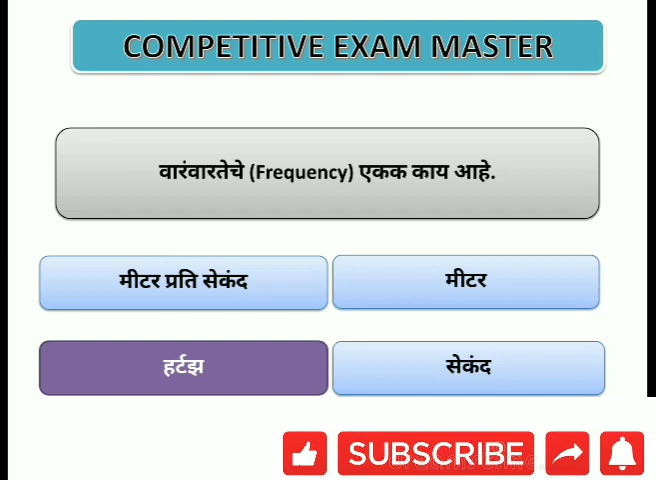 COMPETITIVE EXAM MASTER
वारंवारतेचे (Frequency) एकक काय आहे.
मीटर प्रति सेकंद
मीटर
हर्टझ
सेकंद
SUBSCRIBE